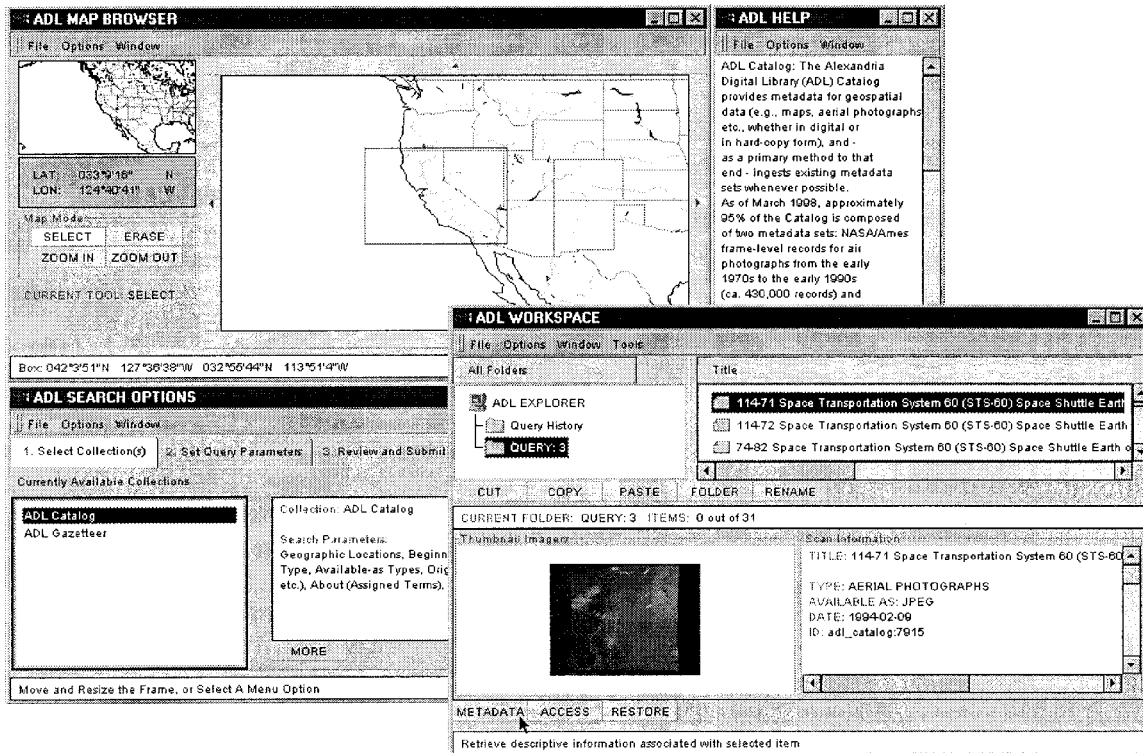 ADL MAP BROWSER
File Options Window
LAT: 033°9'16" N
LON: 124°40'41" W
Map Mode
SELECT ERASE
ZOOM IN ZOOM OUT
CURRENT TOOL: SELECT
Box: 042°3'51"N 127°36'38"W 032°55'44"N 113°51'4"W
ADL HELP
File Options Window
ADL Catalog: The Alexandria
Digital Library (ADL) Catalog
provides metadata for geospatial
data (e.g., maps, aerial photographs
etc., whether in digital or
in hard-copy form), and -
as a primary method to that
end - ingests existing metadata
sets whenever possible.
As of March 1998, approximately
95% of the Catalog is composed
of two metadata sets: NASA/Ames
frame-level records for air
photographs from the early
1970s to the early 1990s
(ca. 430,000 records) and
ADL SEARCH OPTIONS
File Options Window
1. Select Collection(s) 2. Set Query Parameters 3. Review and Submit
Currently Available Collections
ADL Catalog
ADL Gazetteer
Collection: ADL Catalog
Search Parameters:
Geographic Locations, Beginn
Type, Available-as Types, Orig
etc.), About (Assigned Terms),
MORE
Move and Resize the Frame, or Select A Menu Option
ADL WORKSPACE
File Options Window Tools
All Folders
ADL EXPLORER
Query History
QUERY: 3
Title
114-71 Space Transportation System 60 (STS-60) Space Shuttle Earth
114-72 Space Transportation System 60 (STS-60) Space Shuttle Earth
74-82 Space Transportation System 60 (STS-60) Space Shuttle Earth o
CUT COPY PASTE FOLDER RENAME
CURRENT FOLDER: QUERY: 3 ITEMS: 0 out of 31
Thumbnail Imagery
Scan Information
TITLE: 114-71 Space Transportation System 60 (STS-60
TYPE: AERIAL PHOTOGRAPHS
AVAILABLE AS: JPEG
DATE: 1994-02-09
ID: adl_catalog:7915
METADATA ACCESS RESTORE
Retrieve descriptive information associated with selected item